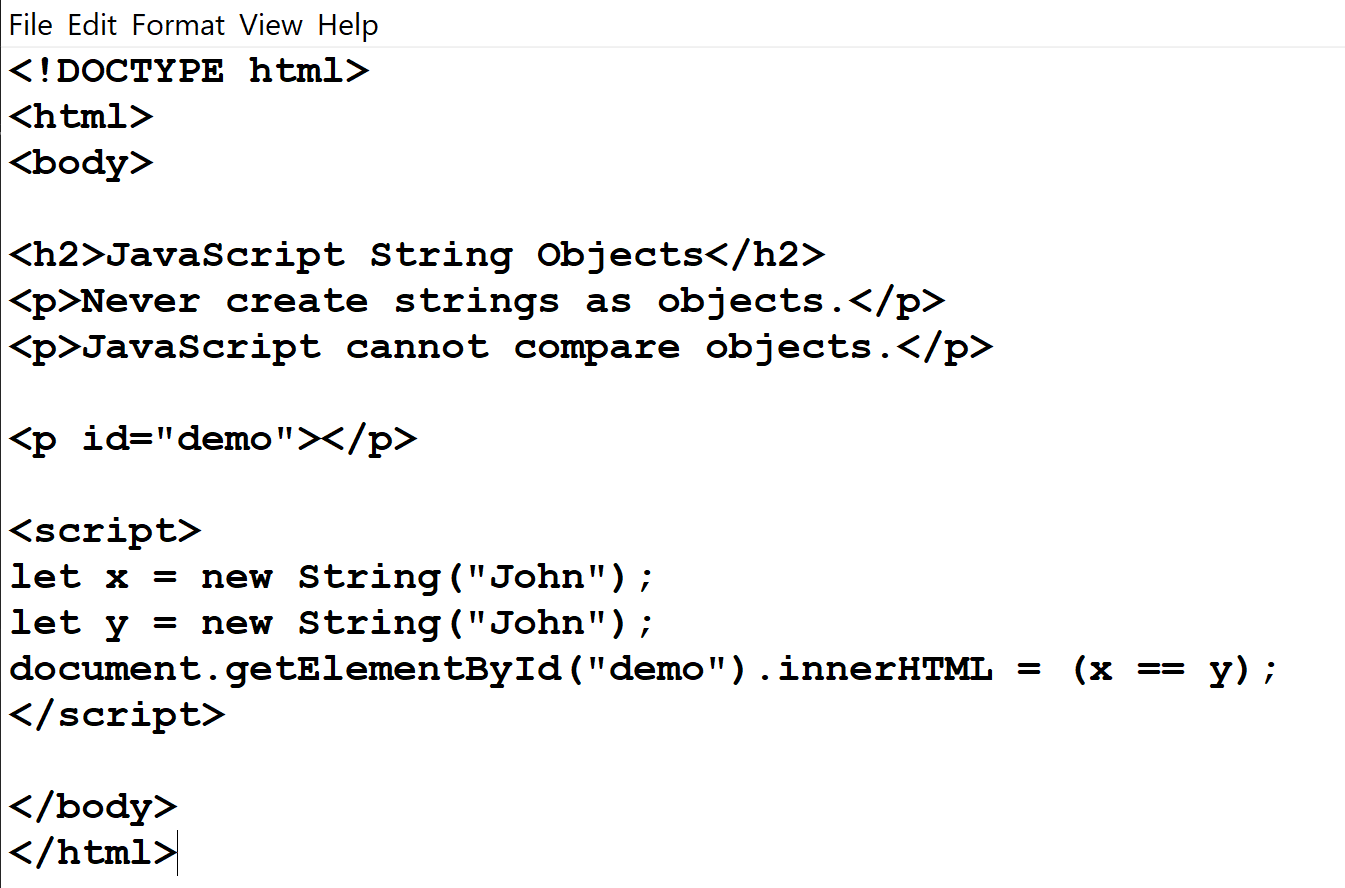 File Edit Format View Help
<!DOCTYPE html>
<html>
<body>

<h2>JavaScript String Objects</h2>
<p>Never create strings as objects.</p>
<p>JavaScript cannot compare objects.</p>

<p id="demo"></p>

<script>
let x = new String("John");
let y = new String("John");
document.getElementById("demo").innerHTML = (x == y);
</script>

</body>
</html>